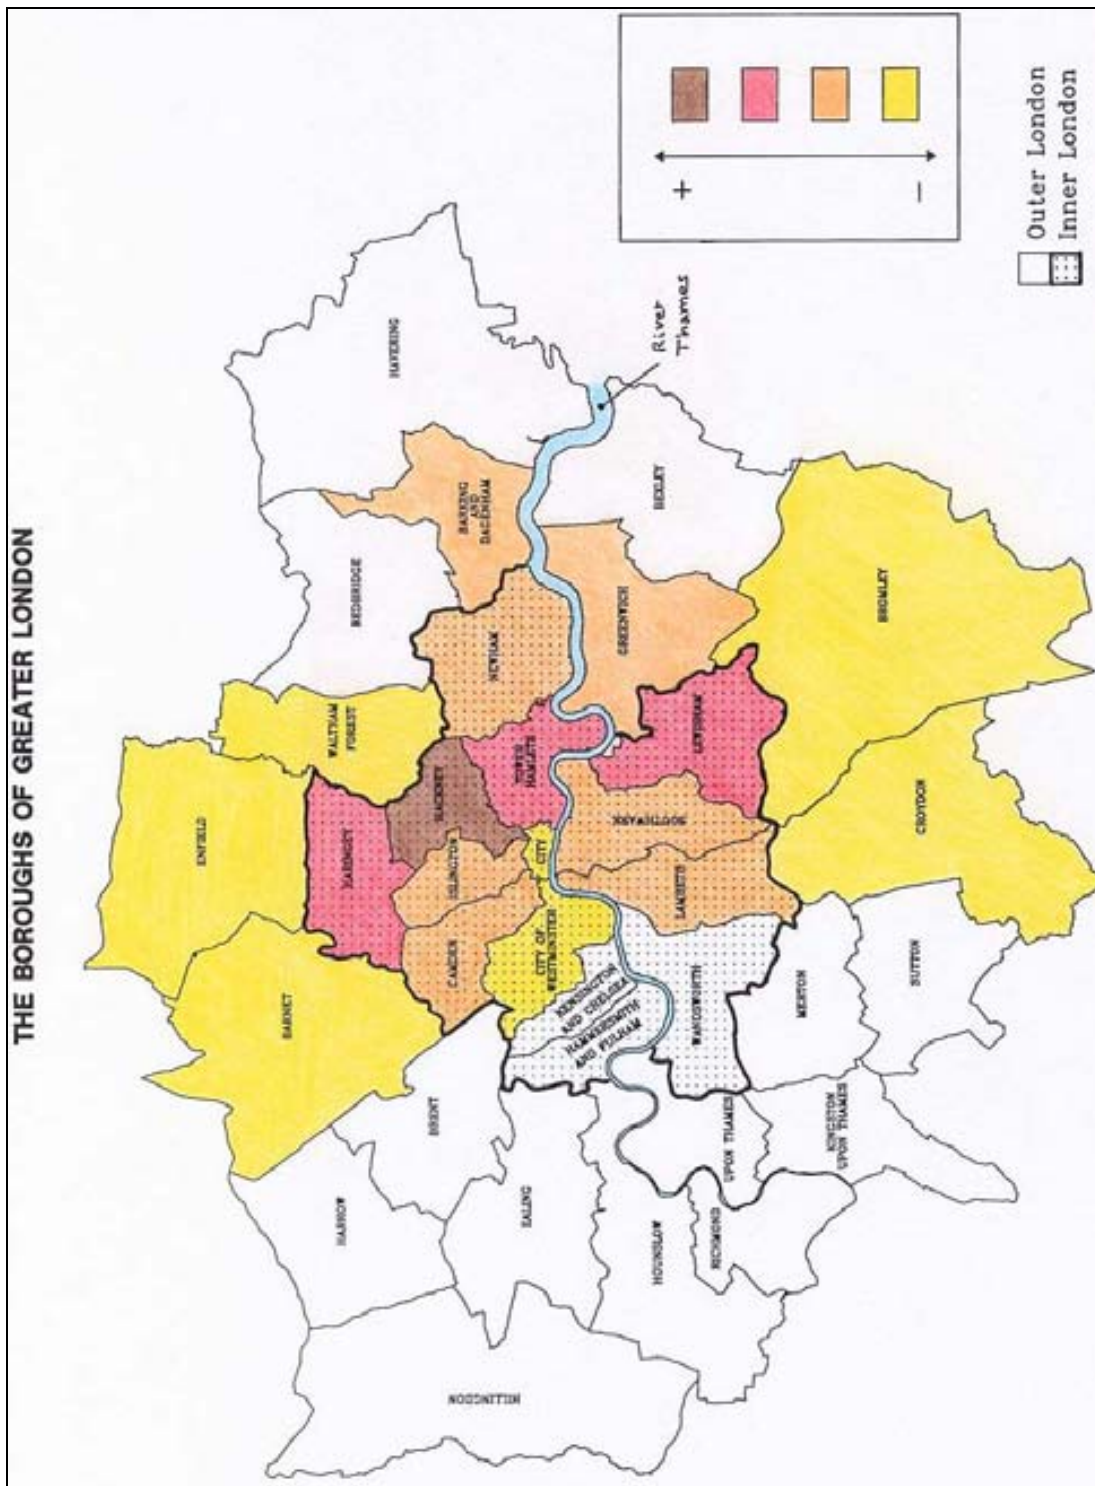 THE BOROUGHS OF GREATER LONDON
ENFIELD
BARNET
HARINGEY
WALTHAM
FOREST
REDBRIDGE
HAVERING
HARROW
BRENT
CAMDEN
ISLINGTON
HACKNEY
BARKING
AND
DAGENHAM
NEWHAM
TOWER
HAMLETS
CITY
CITY OF
WESTMINSTER
KENSINGTON
AND CHELSEA
HAMMERSMITH
AND FULHAM
EALING
HILLINGDON
HOUNSLOW
RICHMOND
UPON THAMES
WANDSWORTH
LAMBETH
SOUTHWARK
LEWISHAM
GREENWICH
BEXLEY
River
Thames
KINGSTON
UPON THAMES
MERTON
SUTTON
CROYDON
BROMLEY
+
−
Outer London
Inner London